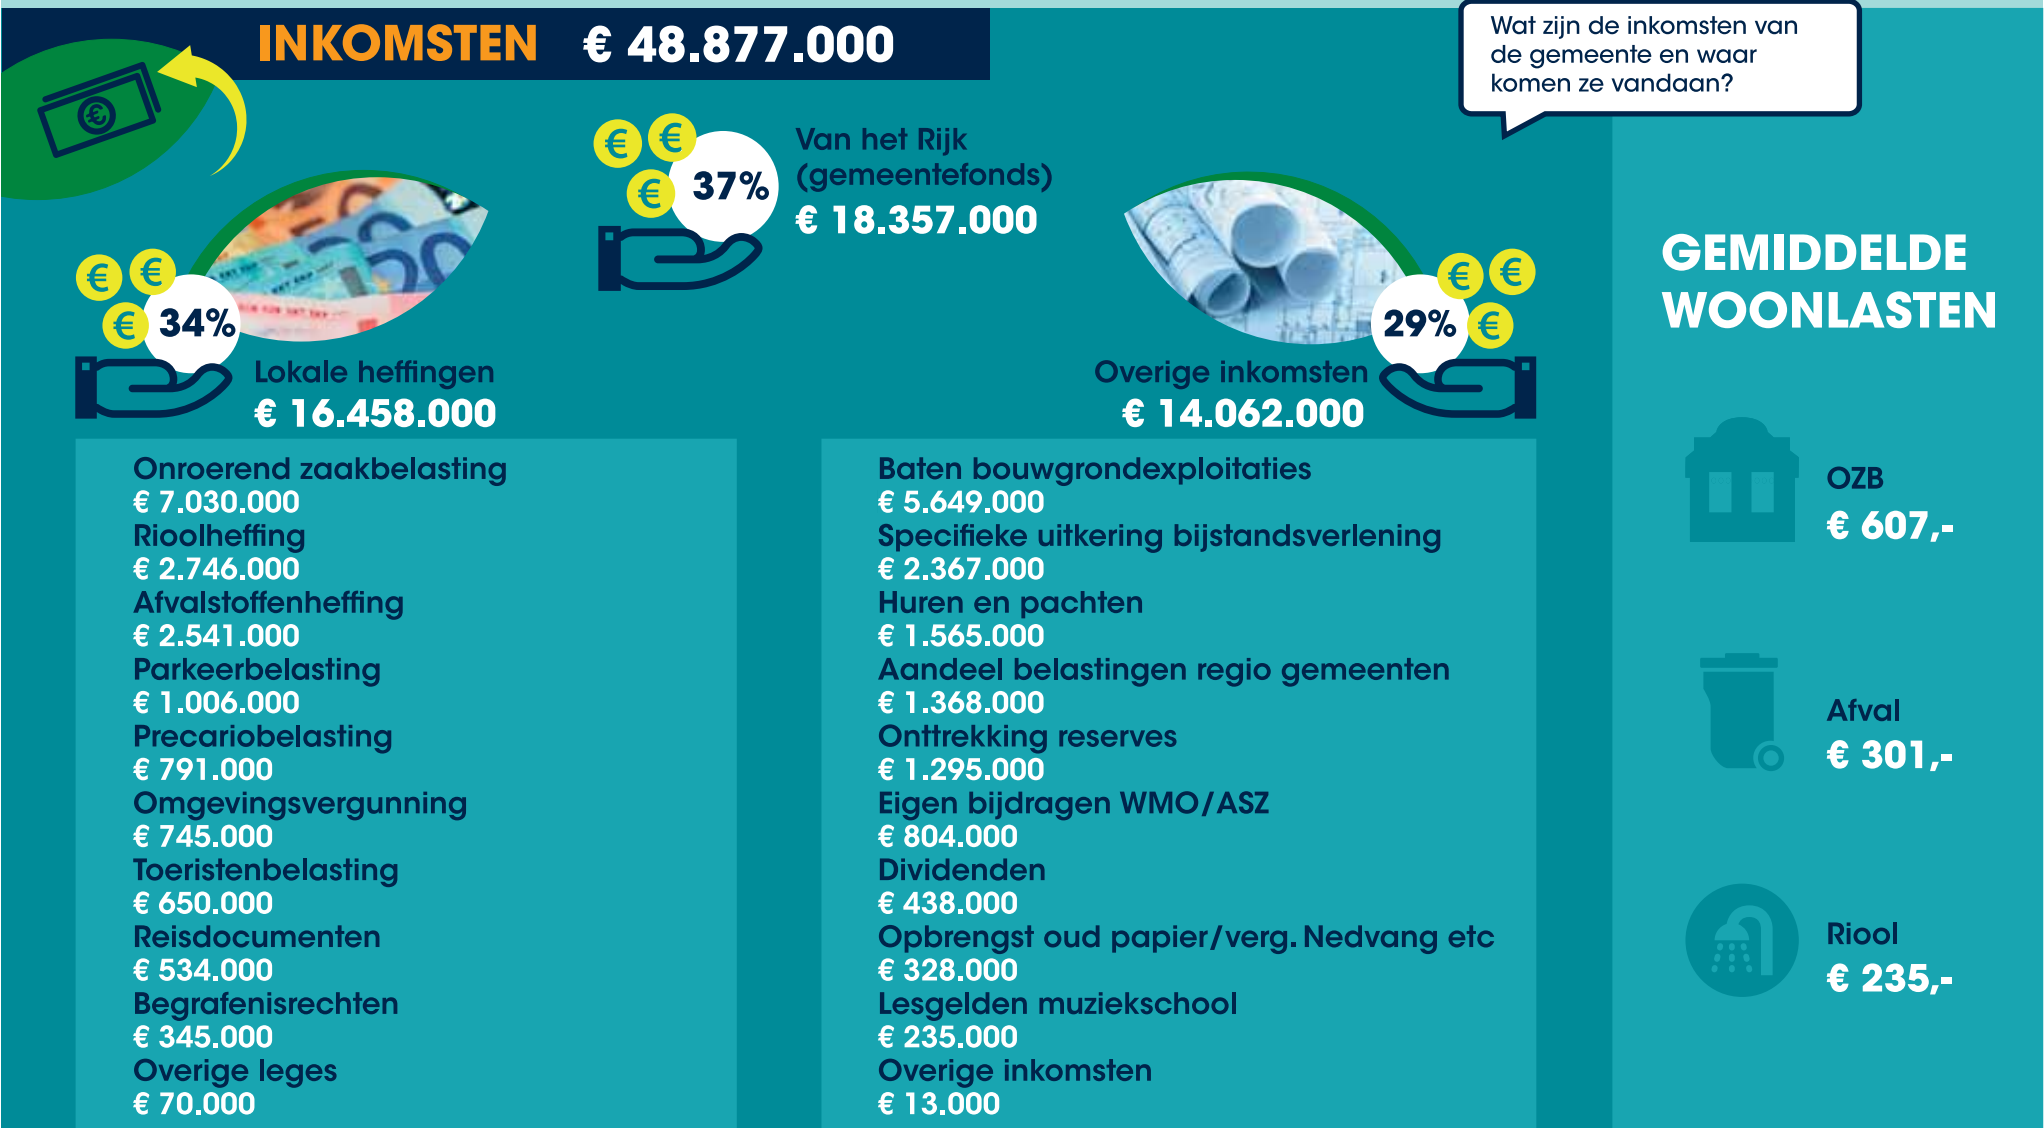 INKOMSTEN € 48.877.000
Wat zijn de inkomsten van
de gemeente en waar
komen ze vandaan?
37%
Van het Rijk
(gemeentefonds)
€ 18.357.000
34%
Lokale heffingen
€ 16.458.000
Onroerend zaakbelasting
€ 7.030.000
Rioolheffing
€ 2.746.000
Afvalstoffenheffing
€ 2.541.000
Parkeerbelasting
€ 1.006.000
Precariobelasting
€ 791.000
Omgevingsvergunning
€ 745.000
Toeristenbelasting
€ 650.000
Reisdocumenten
€ 534.000
Begrafenisrechten
€ 345.000
Overige leges
€ 70.000
29%
Overige inkomsten
€ 14.062.000
Baten bouwgrondexploitaties
€ 5.649.000
Specifieke uitkering bijstandsverlening
€ 2.367.000
Huren en pachten
€ 1.565.000
Aandeel belastingen regio gemeenten
€ 1.368.000
Onttrekking reserves
€ 1.295.000
Eigen bijdragen WMO/ASZ
€ 804.000
Dividenden
€ 438.000
Opbrengst oud papier/verg. Nedvang etc
€ 328.000
Lesgelden muziekschool
€ 235.000
Overige inkomsten
€ 13.000
GEMIDDELDE
WOONLASTEN
OZB
€ 607,-
Afval
€ 301,-
Riool
€ 235,-